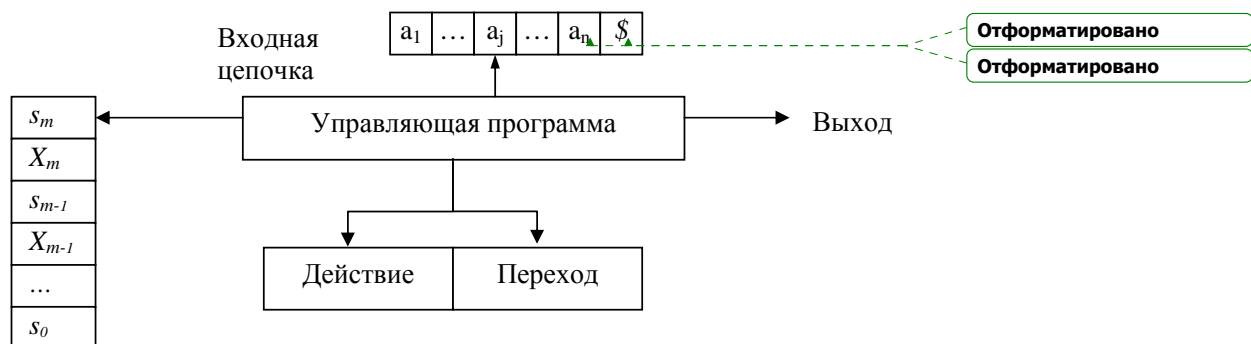 a1 … aj … an $
Отформатировано
Отформатировано
Входная
цепочка
Управляющая программа
Выход
sm
Xm
sm-1
Xm-1
...
s0
Действие Переход